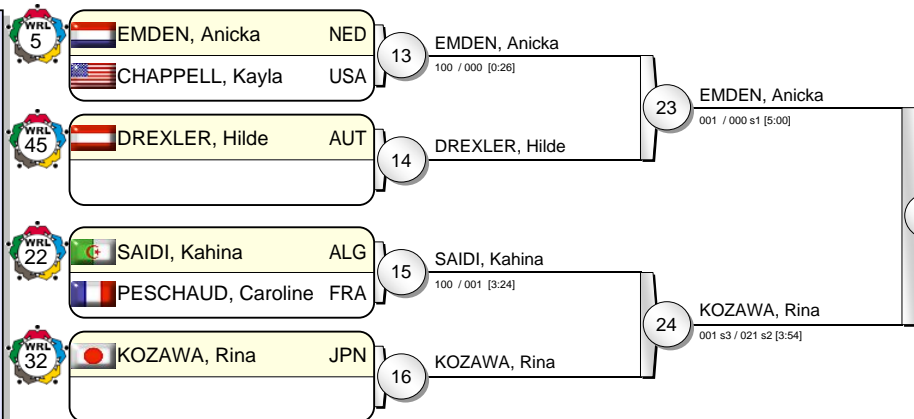 WRL
5
EMDEN, Anicka NED
CHAPPELL, Kayla USA
13
EMDEN, Anicka
100 / 000 [0:26]
WRL
45
DREXLER, Hilde AUT
14
DREXLER, Hilde
23
EMDEN, Anicka
001 / 000 s1 [5:00]
WRL
22
SAIDI, Kahina ALG
PESCHAUD, Caroline FRA
15
SAIDI, Kahina
100 / 001 [3:24]
WRL
32
KOZAWA, Rina JPN
16
KOZAWA, Rina
24
KOZAWA, Rina
001 s3 / 021 s2 [3:54]